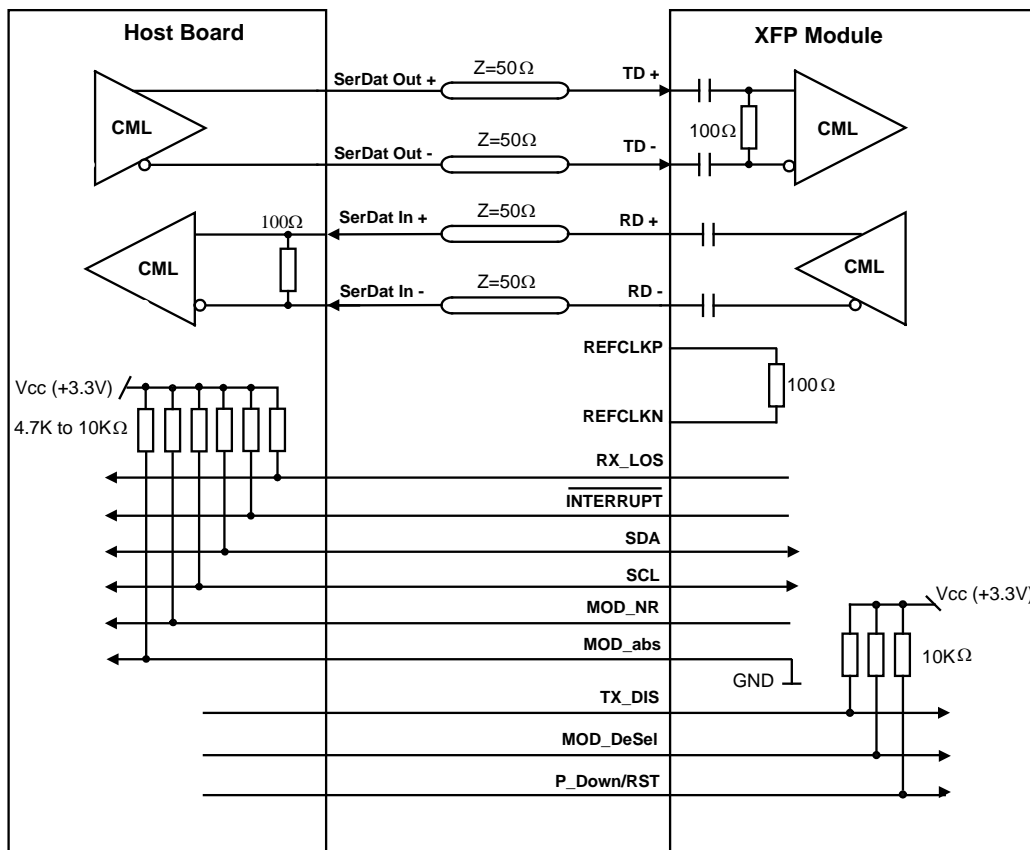 Host Board
XFP Module
SerDat Out +
Z=50Ω
TD +
CML
100Ω
CML
SerDat Out -
Z=50Ω
TD -
100Ω
SerDat In +
Z=50Ω
RD +
CML
CML
SerDat In -
Z=50Ω
RD -
REFCLKP
100Ω
REFCLKN
Vcc (+3.3V)
4.7K to 10KΩ
RX_LOS
INTERRUPT
SDA
SCL
MOD_NR
Vcc (+3.3V)
MOD_abs
10KΩ
GND
TX_DIS
MOD_DeSel
P_Down/RST